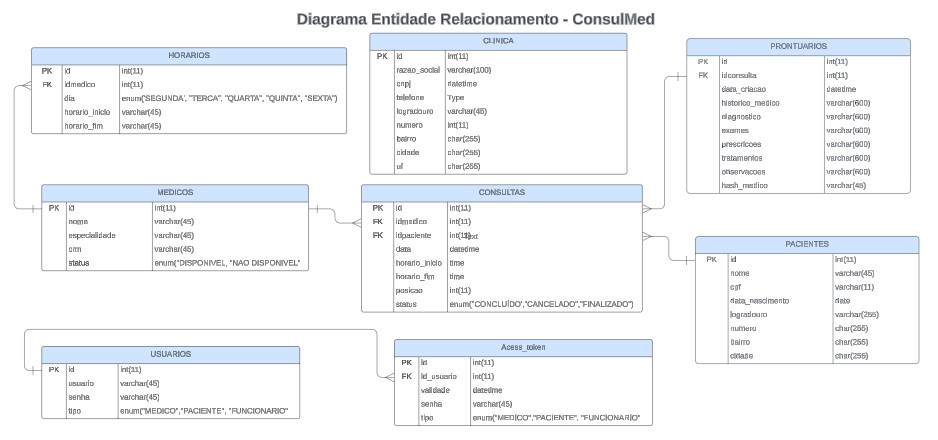 Diagrama Entidade Relacionamento - ConsulMed
HORARIOS
PK id int(11)
FK idmedico int(11)
dia enum('SEGUNDA', "TERCA", "QUARTA", "QUINTA", "SEXTA")
horario_inicio varchar(45)
horario_fim varchar(45)
CLINICA
PK id int(11)
razao_social varchar(100)
cnpj datetime
telefone Type
logradouro varchar(45)
numero int(11)
bairro char(255)
cidade char(255)
uf char(255)
PRONTUARIOS
PK id int(11)
FK idconsulta int(11)
data_criacao datetime
historico_medico varchar(600)
diagnostico varchar(600)
exames varchar(600)
prescricoes varchar(600)
tratamentos varchar(600)
observacoes varchar(600)
hash_medico varchar(45)
MEDICOS
PK id int(11)
nome varchar(45)
especialidade varchar(45)
crm varchar(45)
status enum("DISPONIVEL, "NAO DISPONIVEL"
CONSULTAS
PK id int(11)
FK idmedico int(11)
FK idpaciente int(11) Text
data datetime
horario_inicio time
horario_fim time
posicao int(11)
status enum("CONCLUÍDO","CANCELADO","FINALIZADO")
PACIENTES
PK id int(11)
nome varchar(45)
cpf varchar(11)
data_nascimento date
logradouro varchar(255)
numero char(255)
bairro char(255)
cidade char(255)
USUARIOS
PK id int(11)
usuario varchar(45)
senha varchar(45)
tipo enum("MEDICO","PACIENTE", "FUNCIONARIO"
Acess_token
PK id int(11)
FK id_usuario int(11)
validade datetime
senha varchar(45)
tipo enum("MEDICO","PACIENTE", "FUNCIONARIO"